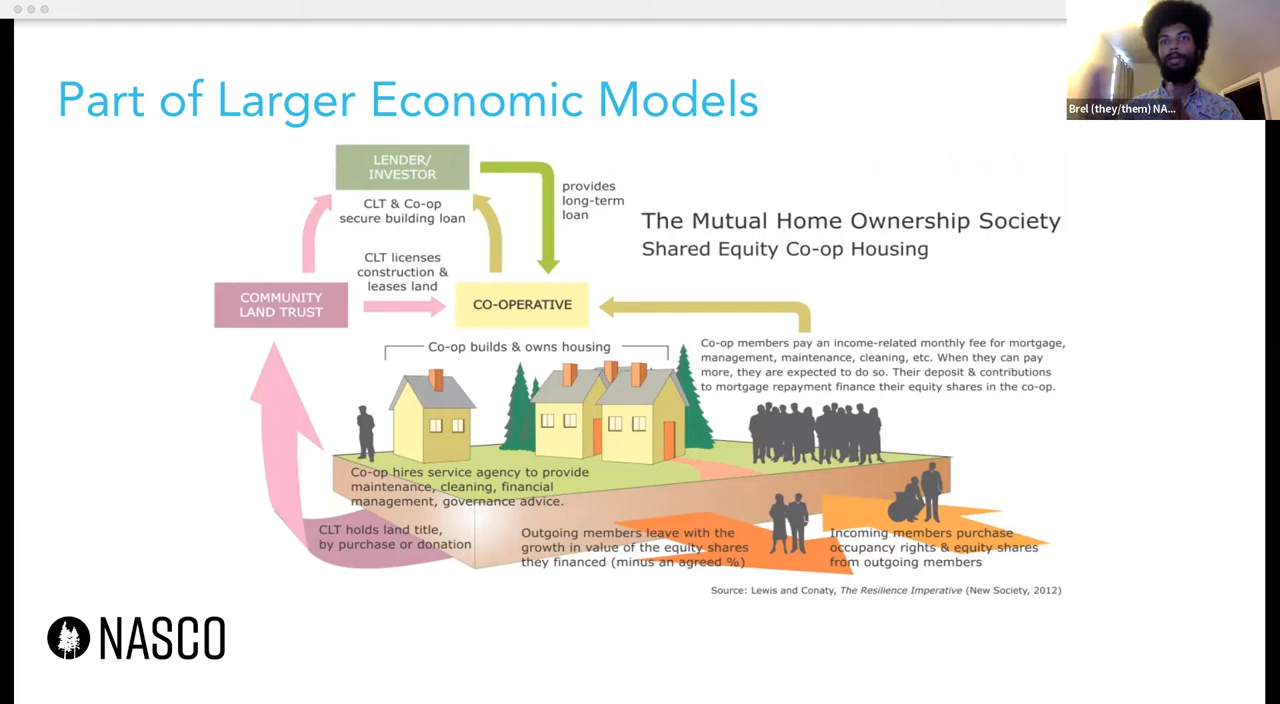 Part of Larger Economic Models
Brel (they/them) NA...
LENDER/
INVESTOR
provides
long-term
loan
CLT & Co-op
secure building loan
The Mutual Home Ownership Society
Shared Equity Co-op Housing
CLT licenses
construction &
leases land
COMMUNITY
LAND TRUST
CO-OPERATIVE
Co-op builds & owns housing
Co-op members pay an income-related monthly fee for mortgage,
management, maintenance, cleaning, etc. When they can pay
more, they are expected to do so. Their deposit & contributions
to mortgage repayment finance their equity shares in the co-op.
Co-op hires service agency to provide
maintenance, cleaning, financial
management, governance advice.
CLT holds land title,
by purchase or donation
Outgoing members leave with the
growth in value of the equity shares
they financed (minus an agreed %)
Incoming members purchase
occupancy rights & equity shares
from outgoing members
Source: Lewis and Conaty, The Resilience Imperative (New Society, 2012)
NASCO